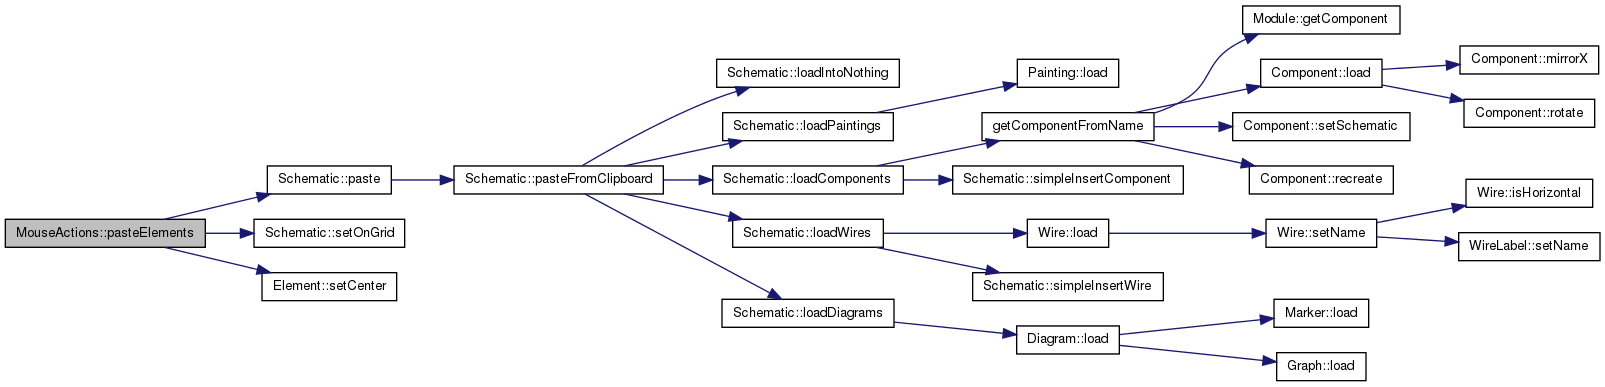 Module::getComponent
Component::mirrorX
Schematic::loadIntoNothing
Painting::load
Component::load
Component::rotate
Schematic::loadPaintings
getComponentFromName
Component::setSchematic
Schematic::paste
Schematic::pasteFromClipboard
Schematic::loadComponents
Schematic::simpleInsertComponent
Component::recreate
Wire::isHorizontal
MouseActions::pasteElements
Schematic::setOnGrid
Schematic::loadWires
Wire::load
Wire::setName
WireLabel::setName
Element::setCenter
Schematic::simpleInsertWire
Schematic::loadDiagrams
Marker::load
Diagram::load
Graph::load